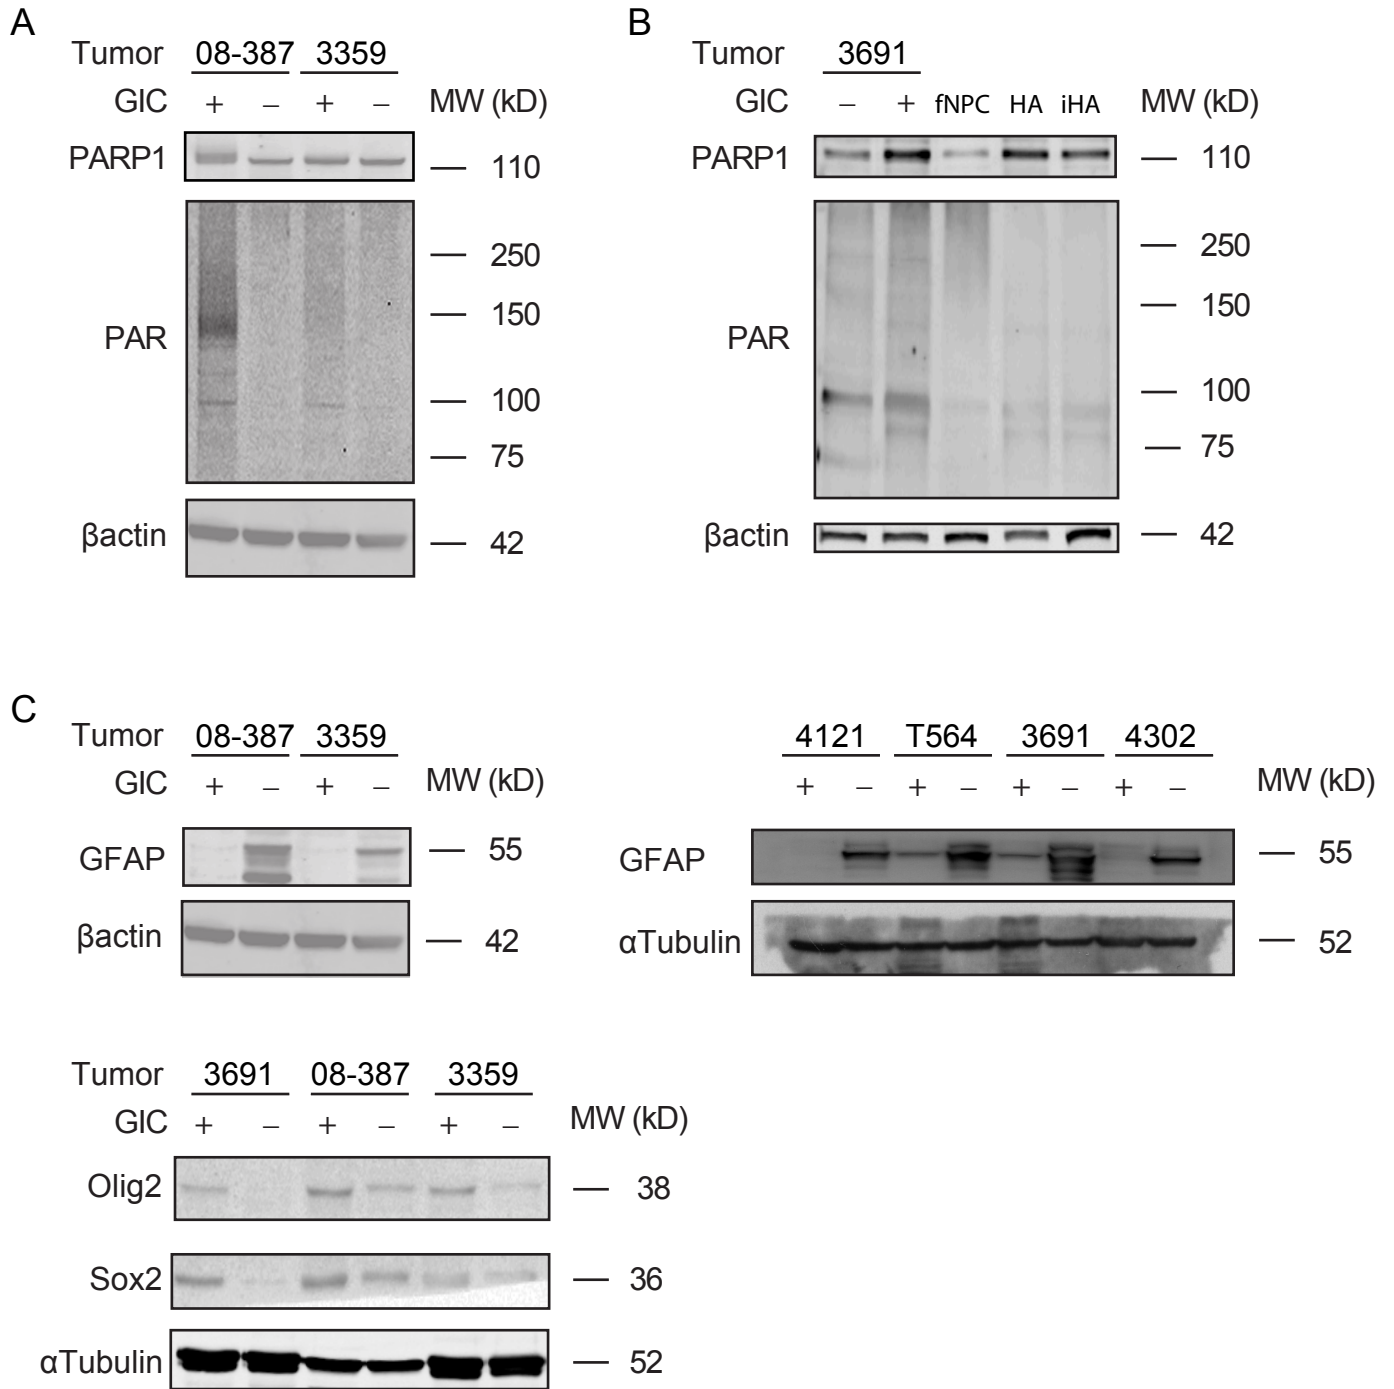 A
Tumor 08-387 3359
GIC + – + – MW (kD)
PARP1 — 110
PAR
— 250
— 150
— 100
— 75
βactin — 42
B
Tumor 3691
GIC – + fNPC HA iHA MW (kD)
PARP1 — 110
PAR
— 250
— 150
— 100
— 75
βactin — 42
C
Tumor 08-387 3359
GIC + – + – MW (kD)
GFAP — 55
βactin — 42
4121 T564 3691 4302
+ – + – + – + – MW (kD)
GFAP — 55
αTubulin — 52
Tumor 3691 08-387 3359
GIC + – + – + – MW (kD)
Olig2 — 38
Sox2 — 36
αTubulin — 52